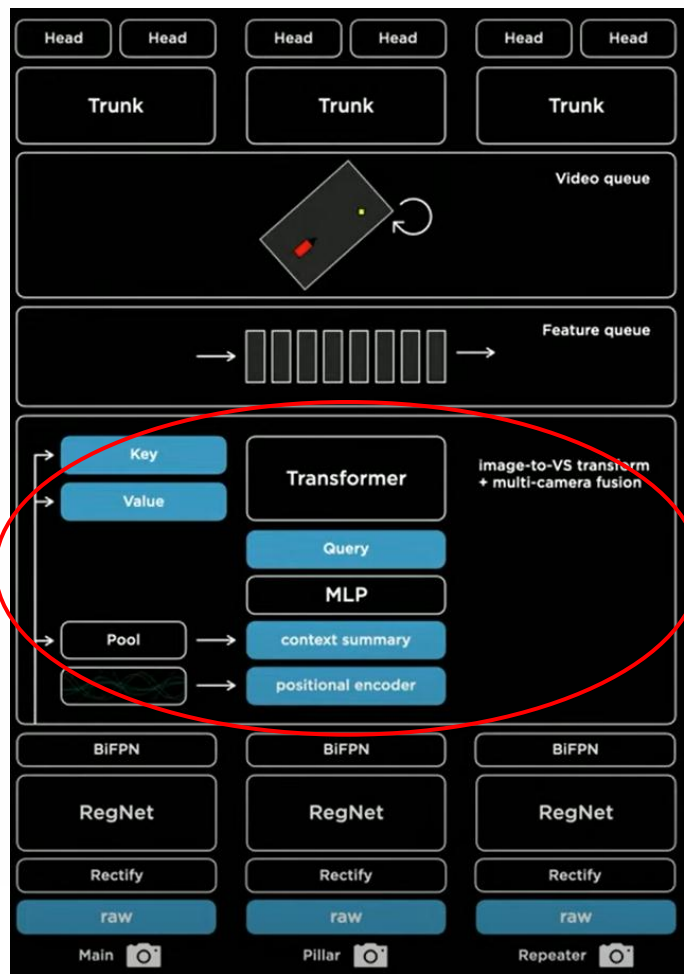 Head Head Head Head Head Head
Trunk Trunk Trunk
Video queue
Feature queue
Key
Value
Transformer
image-to-VS transform
+ multi-camera fusion
Query
MLP
Pool context summary
positional encoder
BiFPN BiFPN BiFPN
RegNet RegNet RegNet
Rectify Rectify Rectify
raw raw raw
Main Pillar Repeater